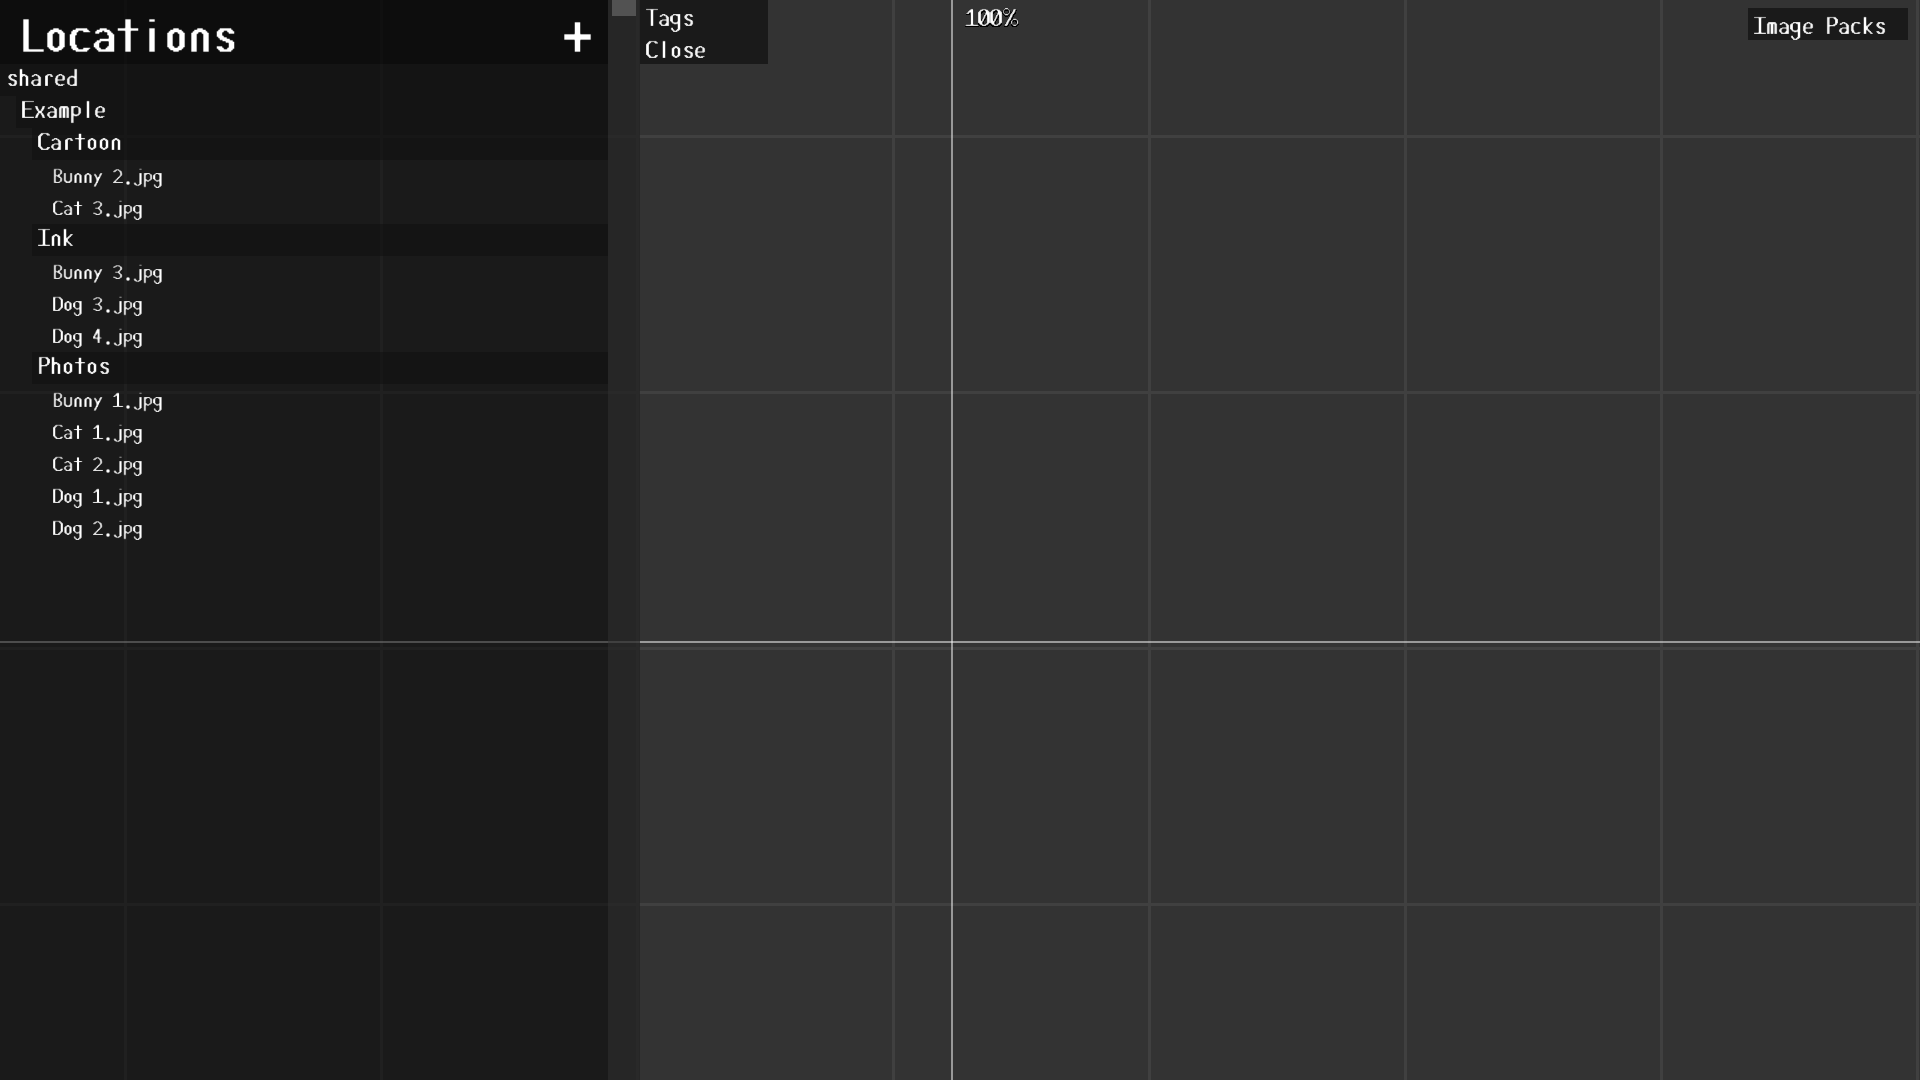 Locations +
shared
Example
Cartoon
Bunny 2.jpg
Cat 3.jpg
Ink
Bunny 3.jpg
Dog 3.jpg
Dog 4.jpg
Photos
Bunny 1.jpg
Cat 1.jpg
Cat 2.jpg
Dog 1.jpg
Dog 2.jpg
Tags
Close
100%
Image Packs